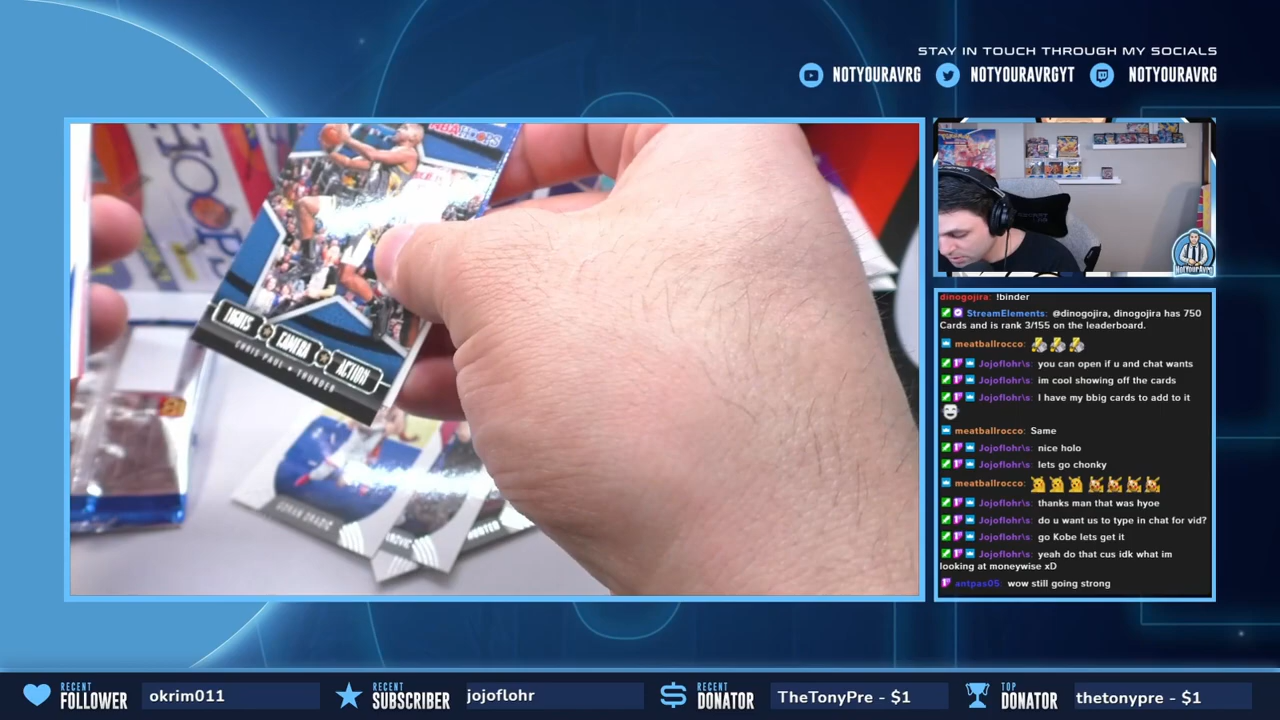 STAY IN TOUCH THROUGH MY SOCIALS
NOTYOURAVRG NOTYOURAVRGYT NOTYOURAVRG
HOOPS
NBA HOOPS
LIGHTS CAMERA ACTION
CHRIS PAUL • THUNDER
GORAN DRAGIC
HUNTER
NOTYOURAVRG
dinogojira: !binder
StreamElements: @dinogojira, dinogojira has 750
Cards and is rank 3/155 on the leaderboard.
meatballrocco:
Jojoflohr\s: you can open if u and chat wants
Jojoflohr\s: im cool showing off the cards
Jojoflohr\s: I have my bbig cards to add to it
meatballrocco: Same
Jojoflohr\s: nice holo
Jojoflohr\s: lets go chonky
meatballrocco:
Jojoflohr\s: thanks man that was hyoe
Jojoflohr\s: do u want us to type in chat for vid?
Jojoflohr\s: go Kobe lets get it
Jojoflohr\s: yeah do that cus idk what im
looking at moneywise xD
antpas05: wow still going strong
RECENT FOLLOWER okrim011
RECENT SUBSCRIBER jojoflohr
RECENT DONATOR TheTonyPre - $1
TOP DONATOR thetonypre - $1